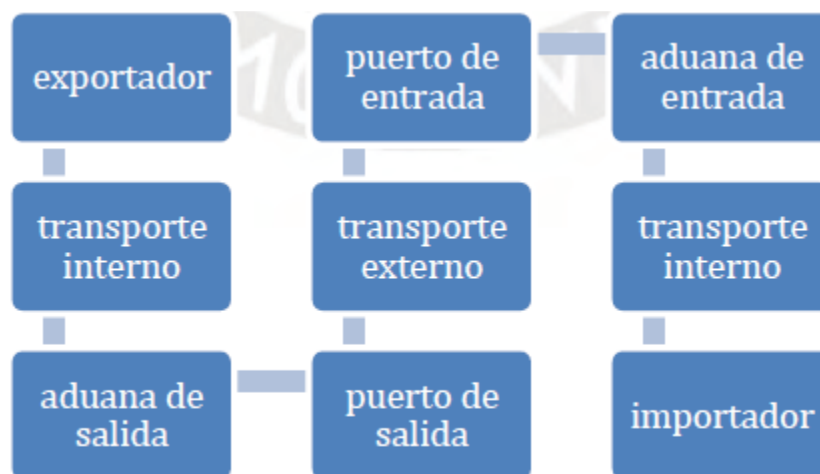 exportador
transporte
interno
aduana de
salida
puerto de
salida
transporte
externo
puerto de
entrada
aduana de
entrada
transporte
interno
importador